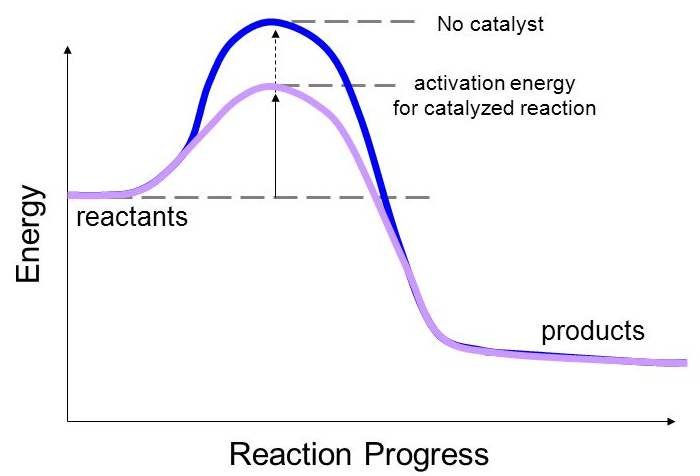 No catalyst
activation energy
for catalyzed reaction
reactants
Energy
products
Reaction Progress